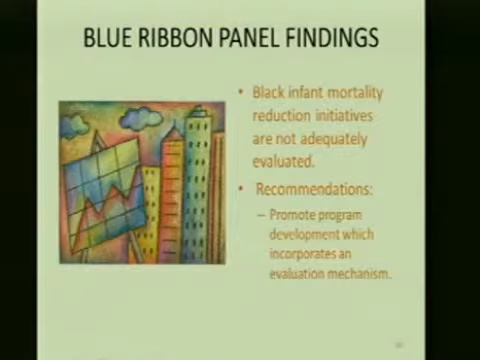 BLUE RIBBON PANEL FINDINGS
• Black infant mortality
reduction initiatives
are not adequately
evaluated.
• Recommendations:
– Promote program
development which
incorporates an
evaluation mechanism.